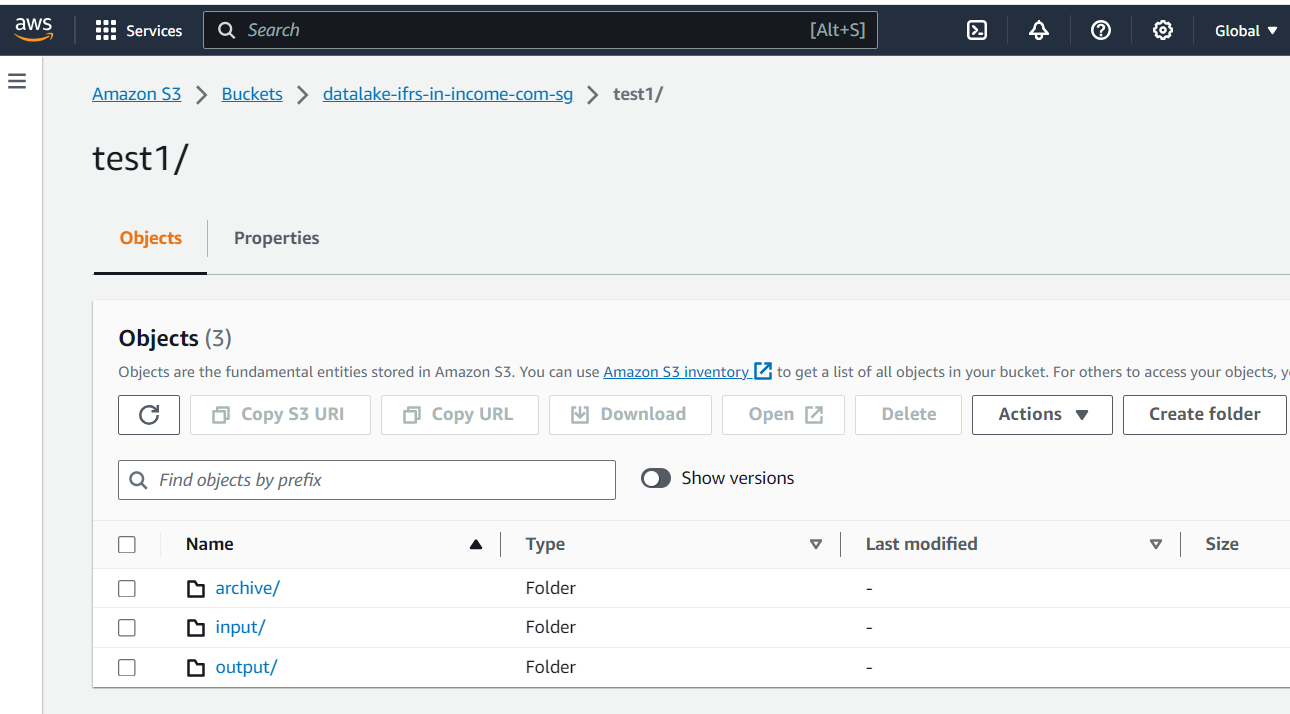 aws Services Search [Alt+S] Global
Amazon S3 Buckets datalake-ifrs-in-income-com-sg test1/
test1/
Objects Properties
Objects (3)
Objects are the fundamental entities stored in Amazon S3. You can use Amazon S3 inventory to get a list of all objects in your bucket. For others to access your objects,
Copy S3 URI Copy URL Download Open Delete Actions Create folder
Find objects by prefix Show versions
Name Type Last modified Size
archive/ Folder -
input/ Folder -
output/ Folder -